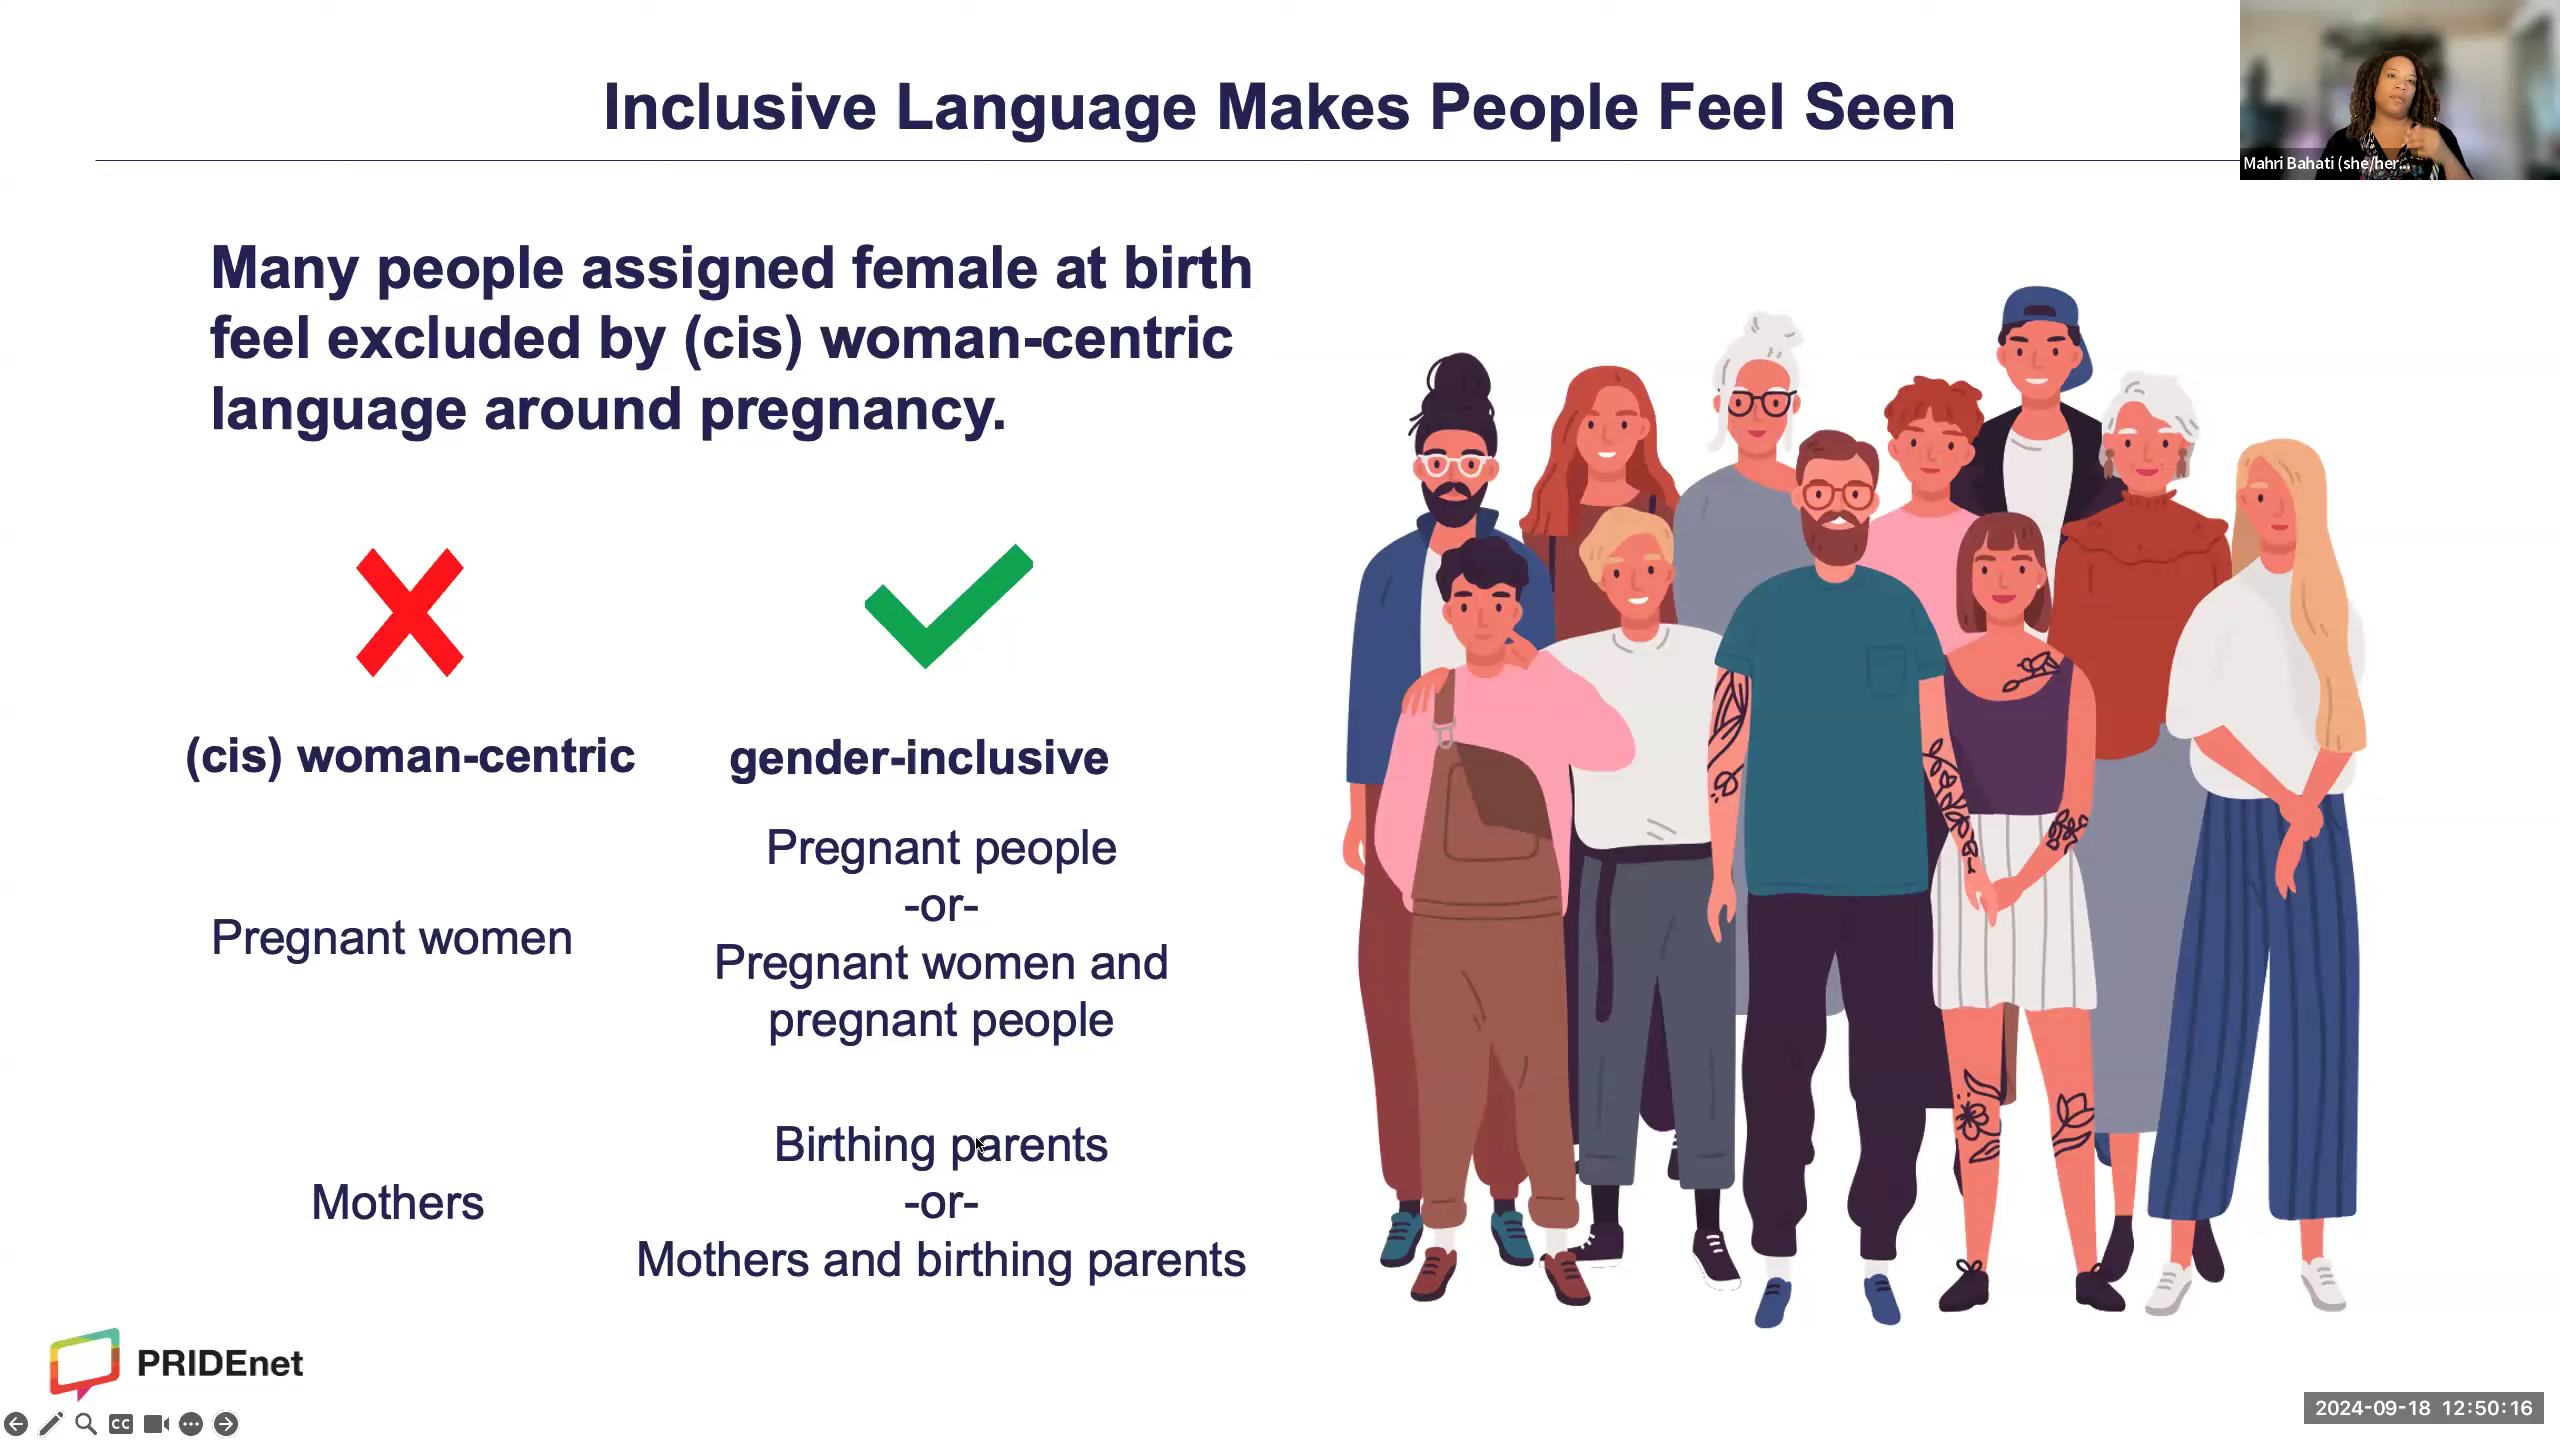 Inclusive Language Makes People Feel Seen
Mahri Bahati (she/her...
Many people assigned female at birth
feel excluded by (cis) woman-centric
language around pregnancy.
(cis) woman-centric
gender-inclusive
Pregnant women
Pregnant people
-or-
Pregnant women and
pregnant people
Mothers
Birthing parents
-or-
Mothers and birthing parents
PRIDEnet
CC
2024-09-18 12:50:16